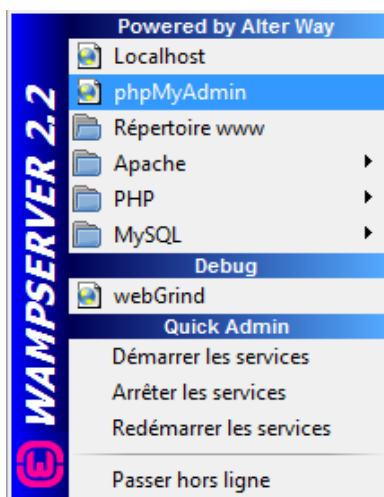 Powered by Alter Way
Localhost
phpMyAdmin
Répertoire www
Apache
PHP
MySQL
Debug
webGrind
Quick Admin
Démarrer les services
Arrêter les services
Redémarrer les services
Passer hors ligne
WAMPSERVER 2.2